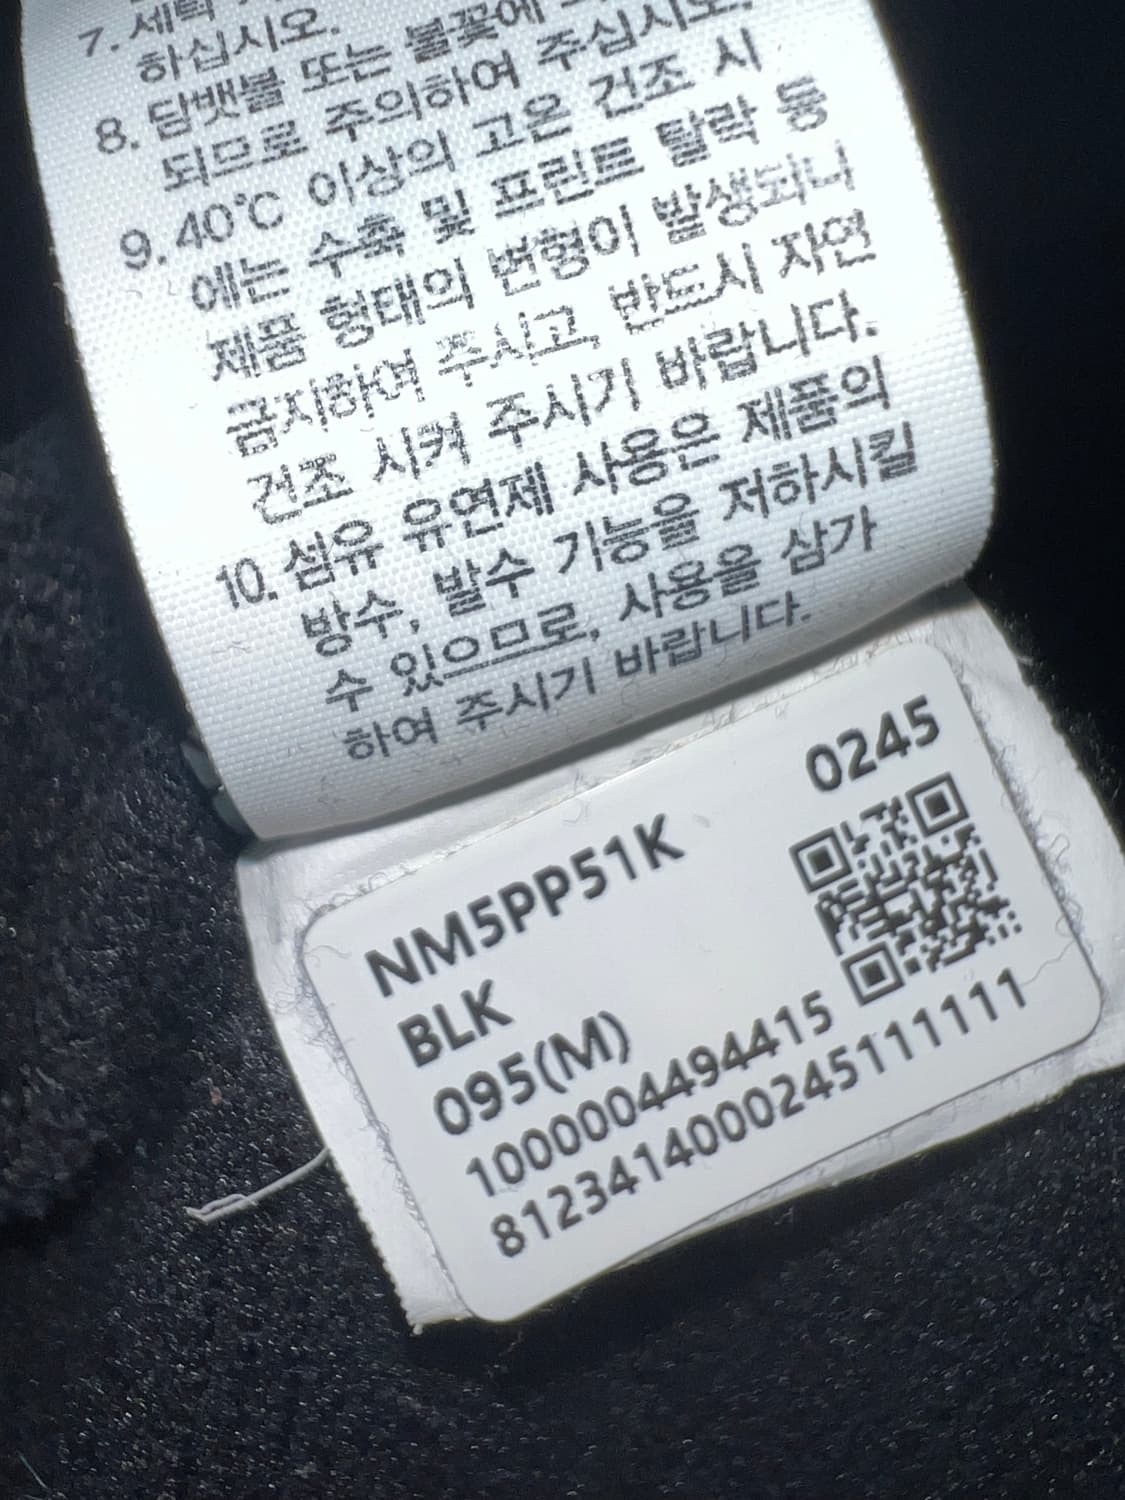 7. 세탁
하십시오.
8. 담뱃불 또는 불꽃에
되므로 주의하여 주십시오.
9. 40℃ 이상의 고온 건조 시
에는 수축 및 프린트 탈락 등
제품 형태의 변형이 발생되니
금지하여 주시고, 반드시 자연
건조 시켜 주시기 바랍니다.
10. 섬유 유연제 사용은 제품의
방수, 발수 기능을 저하시킬
수 있으므로, 사용을 삼가
하여 주시기 바랍니다.
0245
NM5PP51K
BLK
095(M)
1000004494415
81234140002451111111